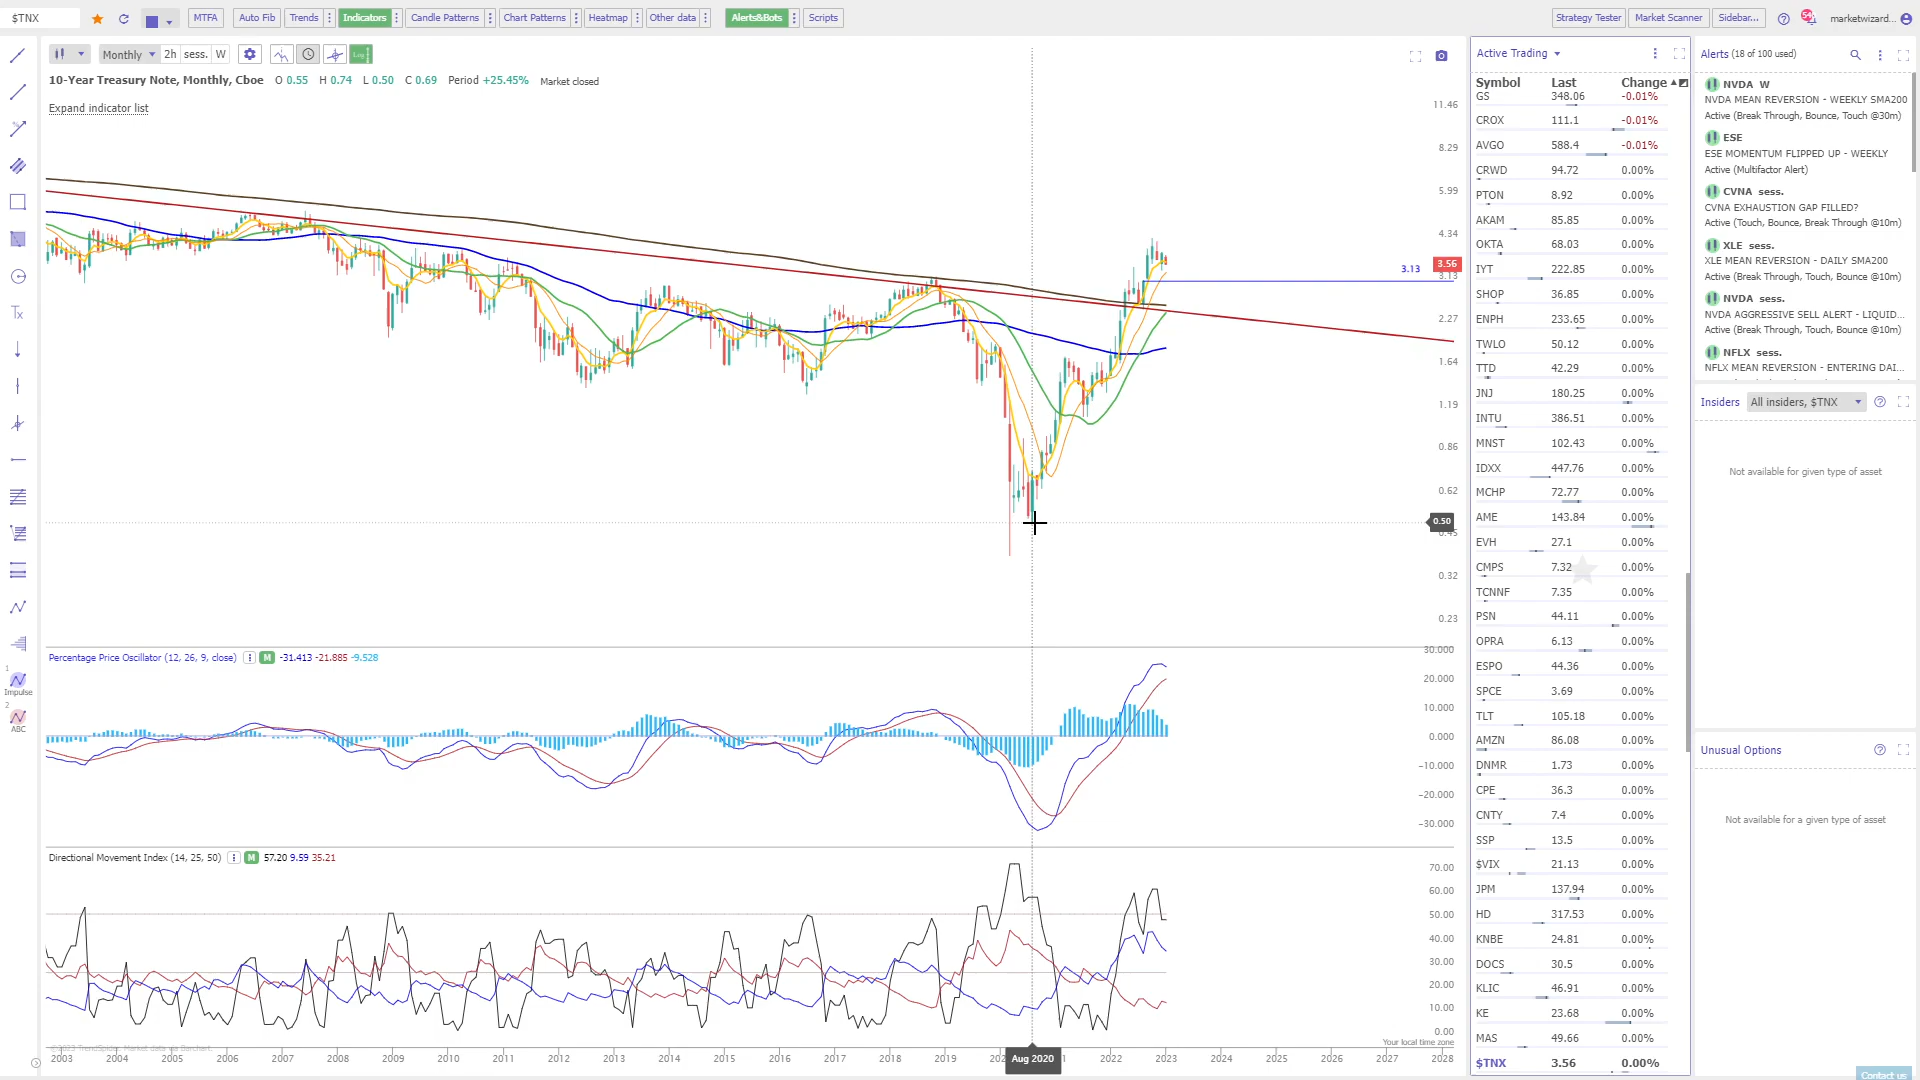 $TNX
MTFA
Auto Fib
Trends
Indicators
Candle Patterns
Chart Patterns
Heatmap
Other data
Alerts&Bots
Scripts
Strategy Tester
Market Scanner
Sidebar...
marketwizard...
Monthly
2h
sess.
W
10-Year Treasury Note, Monthly, Cboe O 0.55 H 0.74 L 0.50 C 0.69 Period +25.45% Market closed
Expand indicator list
11.46
8.29
5.99
4.34
3.13
3.56
3.13
2.27
1.64
1.19
0.86
0.62
0.50
0.45
0.32
0.23
Percentage Price Oscillator (12, 26, 9, close) M -31.413 -21.885 -9.528
30.000
20.000
10.000
0.000
-10.000
-20.000
-30.000
Directional Movement Index (14, 25, 50) M 57.20 9.59 35.21
70.00
60.00
50.00
40.00
30.00
20.00
10.00
0.00
Your local time zone
©2023 TrendSpider. Market data via Barchart.
2003 2004 2005 2006 2007 2008 2009 2010 2011 2012 2013 2014 2015 2016 2017 2018 2019 Aug 2020 2022 2023 2024 2025 2026 2027 2028
1
Impulse
2
ABC
Active Trading
Symbol Last Change
GS 348.06 -0.01%
CROX 111.1 -0.01%
AVGO 588.4 -0.01%
CRWD 94.72 0.00%
PTON 8.92 0.00%
AKAM 85.85 0.00%
OKTA 68.03 0.00%
IYT 222.85 0.00%
SHOP 36.85 0.00%
ENPH 233.65 0.00%
TWLO 50.12 0.00%
TTD 42.29 0.00%
JNJ 180.25 0.00%
INTU 386.51 0.00%
MNST 102.43 0.00%
IDXX 447.76 0.00%
MCHP 72.77 0.00%
AME 143.84 0.00%
EVH 27.1 0.00%
CMPS 7.32 0.00%
TCNNF 7.35 0.00%
PSN 44.11 0.00%
OPRA 6.13 0.00%
ESPO 44.36 0.00%
SPCE 3.69 0.00%
TLT 105.18 0.00%
AMZN 86.08 0.00%
DNMR 1.73 0.00%
CPE 36.3 0.00%
CNTY 7.4 0.00%
SSP 13.5 0.00%
$VIX 21.13 0.00%
JPM 137.94 0.00%
HD 317.53 0.00%
KNBE 24.81 0.00%
DOCS 30.5 0.00%
KLIC 46.91 0.00%
KE 23.68 0.00%
MAS 49.66 0.00%
$TNX 3.56 0.00%
Alerts (18 of 100 used)
NVDA W
NVDA MEAN REVERSION - WEEKLY SMA200
Active (Break Through, Bounce, Touch @30m)
ESE
ESE MOMENTUM FLIPPED UP - WEEKLY
Active (Multifactor Alert)
CVNA sess.
CVNA EXHAUSTION GAP FILLED?
Active (Touch, Bounce, Break Through @10m)
XLE sess.
XLE MEAN REVERSION - DAILY SMA200
Active (Break Through, Touch, Bounce @10m)
NVDA sess.
NVDA AGGRESSIVE SELL ALERT - LIQUID...
Active (Break Through, Touch, Bounce @10m)
NFLX sess.
NFLX MEAN REVERSION - ENTERING DAI...
Insiders All insiders, $TNX
Not available for given type of asset
Unusual Options
Not available for a given type of asset
Contact us